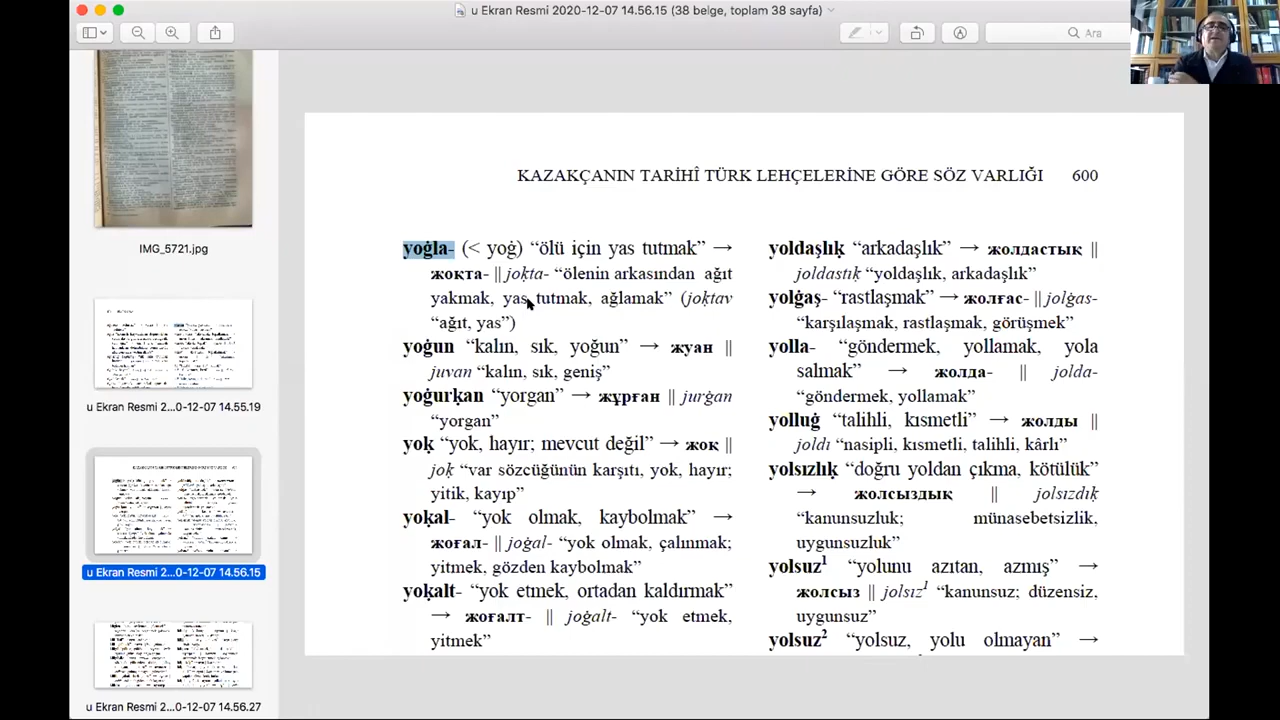 u Ekran Resmi 2020-12-07 14.56.15 (38 belge, toplam 38 sayfa)
Ara
IMG_5721.jpg
u Ekran Resmi 2...0-12-07 14.55.19
u Ekran Resmi 2...0-12-07 14.56.15
u Ekran Resmi 2...0-12-07 14.56.27
KAZAKÇANIN TARİHÎ TÜRK LEHÇELERİNE GÖRE SÖZ VARLIĞI 600
yoġla- (< yoġ) “ölü için yas tutmak” →
жоқта- || joḳta- “ölenin arkasından ağıt
yakmak, yas tutmak, ağlamak” (joḳtav
“ağıt, yas”)
yoġun “kalın, sık, yoğun” → жуан ||
juvan “kalın, sık, geniş”
yoġurḳan “yorgan” → жұрған || jurġan
“yorgan”
yoḳ “yok, hayır; mevcut değil” → жоқ ||
joḳ “var sözcüğünün karşıtı, yok, hayır;
yitik, kayıp”
yoḳal- “yok olmak, kaybolmak” →
жоғал- || joġal- “yok olmak, çalınmak;
yitmek, gözden kaybolmak”
yoḳalt- “yok etmek, ortadan kaldırmak”
→ жоғалт- || joġalt- “yok etmek,
yitmek”
yoldaşlıḳ “arkadaşlık” → жолдастық ||
joldastıḳ “yoldaşlık, arkadaşlık”
yolġaş- “rastlaşmak” → жолғас- || jolġas-
“karşılaşmak, rastlaşmak, görüşmek”
yolla- “göndermek, yollamak, yola
salmak” → жолда- || jolda-
“göndermek, yollamak”
yolluġ “talihli, kısmetli” → жолды ||
joldı “nasipli, kısmetli, talihli, kârlı”
yolsızlıḳ “doğru yoldan çıkma, kötülük”
→ жолсыздық || jolsızdıḳ
“kanunsuzluk; münasebetsizlik,
uygunsuzluk”
yolsuz¹ “yolunu azıtan, azmış” →
жолсыз || jolsız¹ “kanunsuz; düzensiz,
uygunsuz”
yolsuz² “yolsuz, yolu olmayan” →